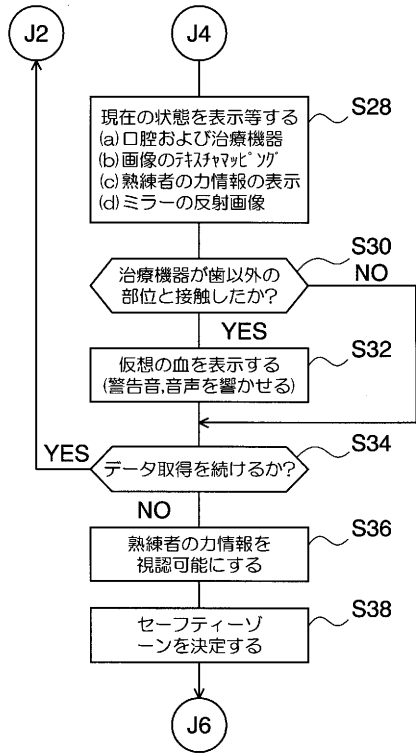 J2
J4
S28
現在の状態を表示等する
(a)口腔および治療機器
(b)画像のﾃｷｽﾁｬﾏｯﾋﾟﾝｸﾞ
(c)熟練者の力情報の表示
(d)ミラーの反射画像
S30
治療機器が歯以外の
部位と接触したか?
NO
YES
S32
仮想の血を表示する
(警告音,音声を響かせる)
S34
YES
データ取得を続けるか?
NO
S36
熟練者の力情報を
視認可能にする
S38
セーフティーゾ
ーンを決定する
J6